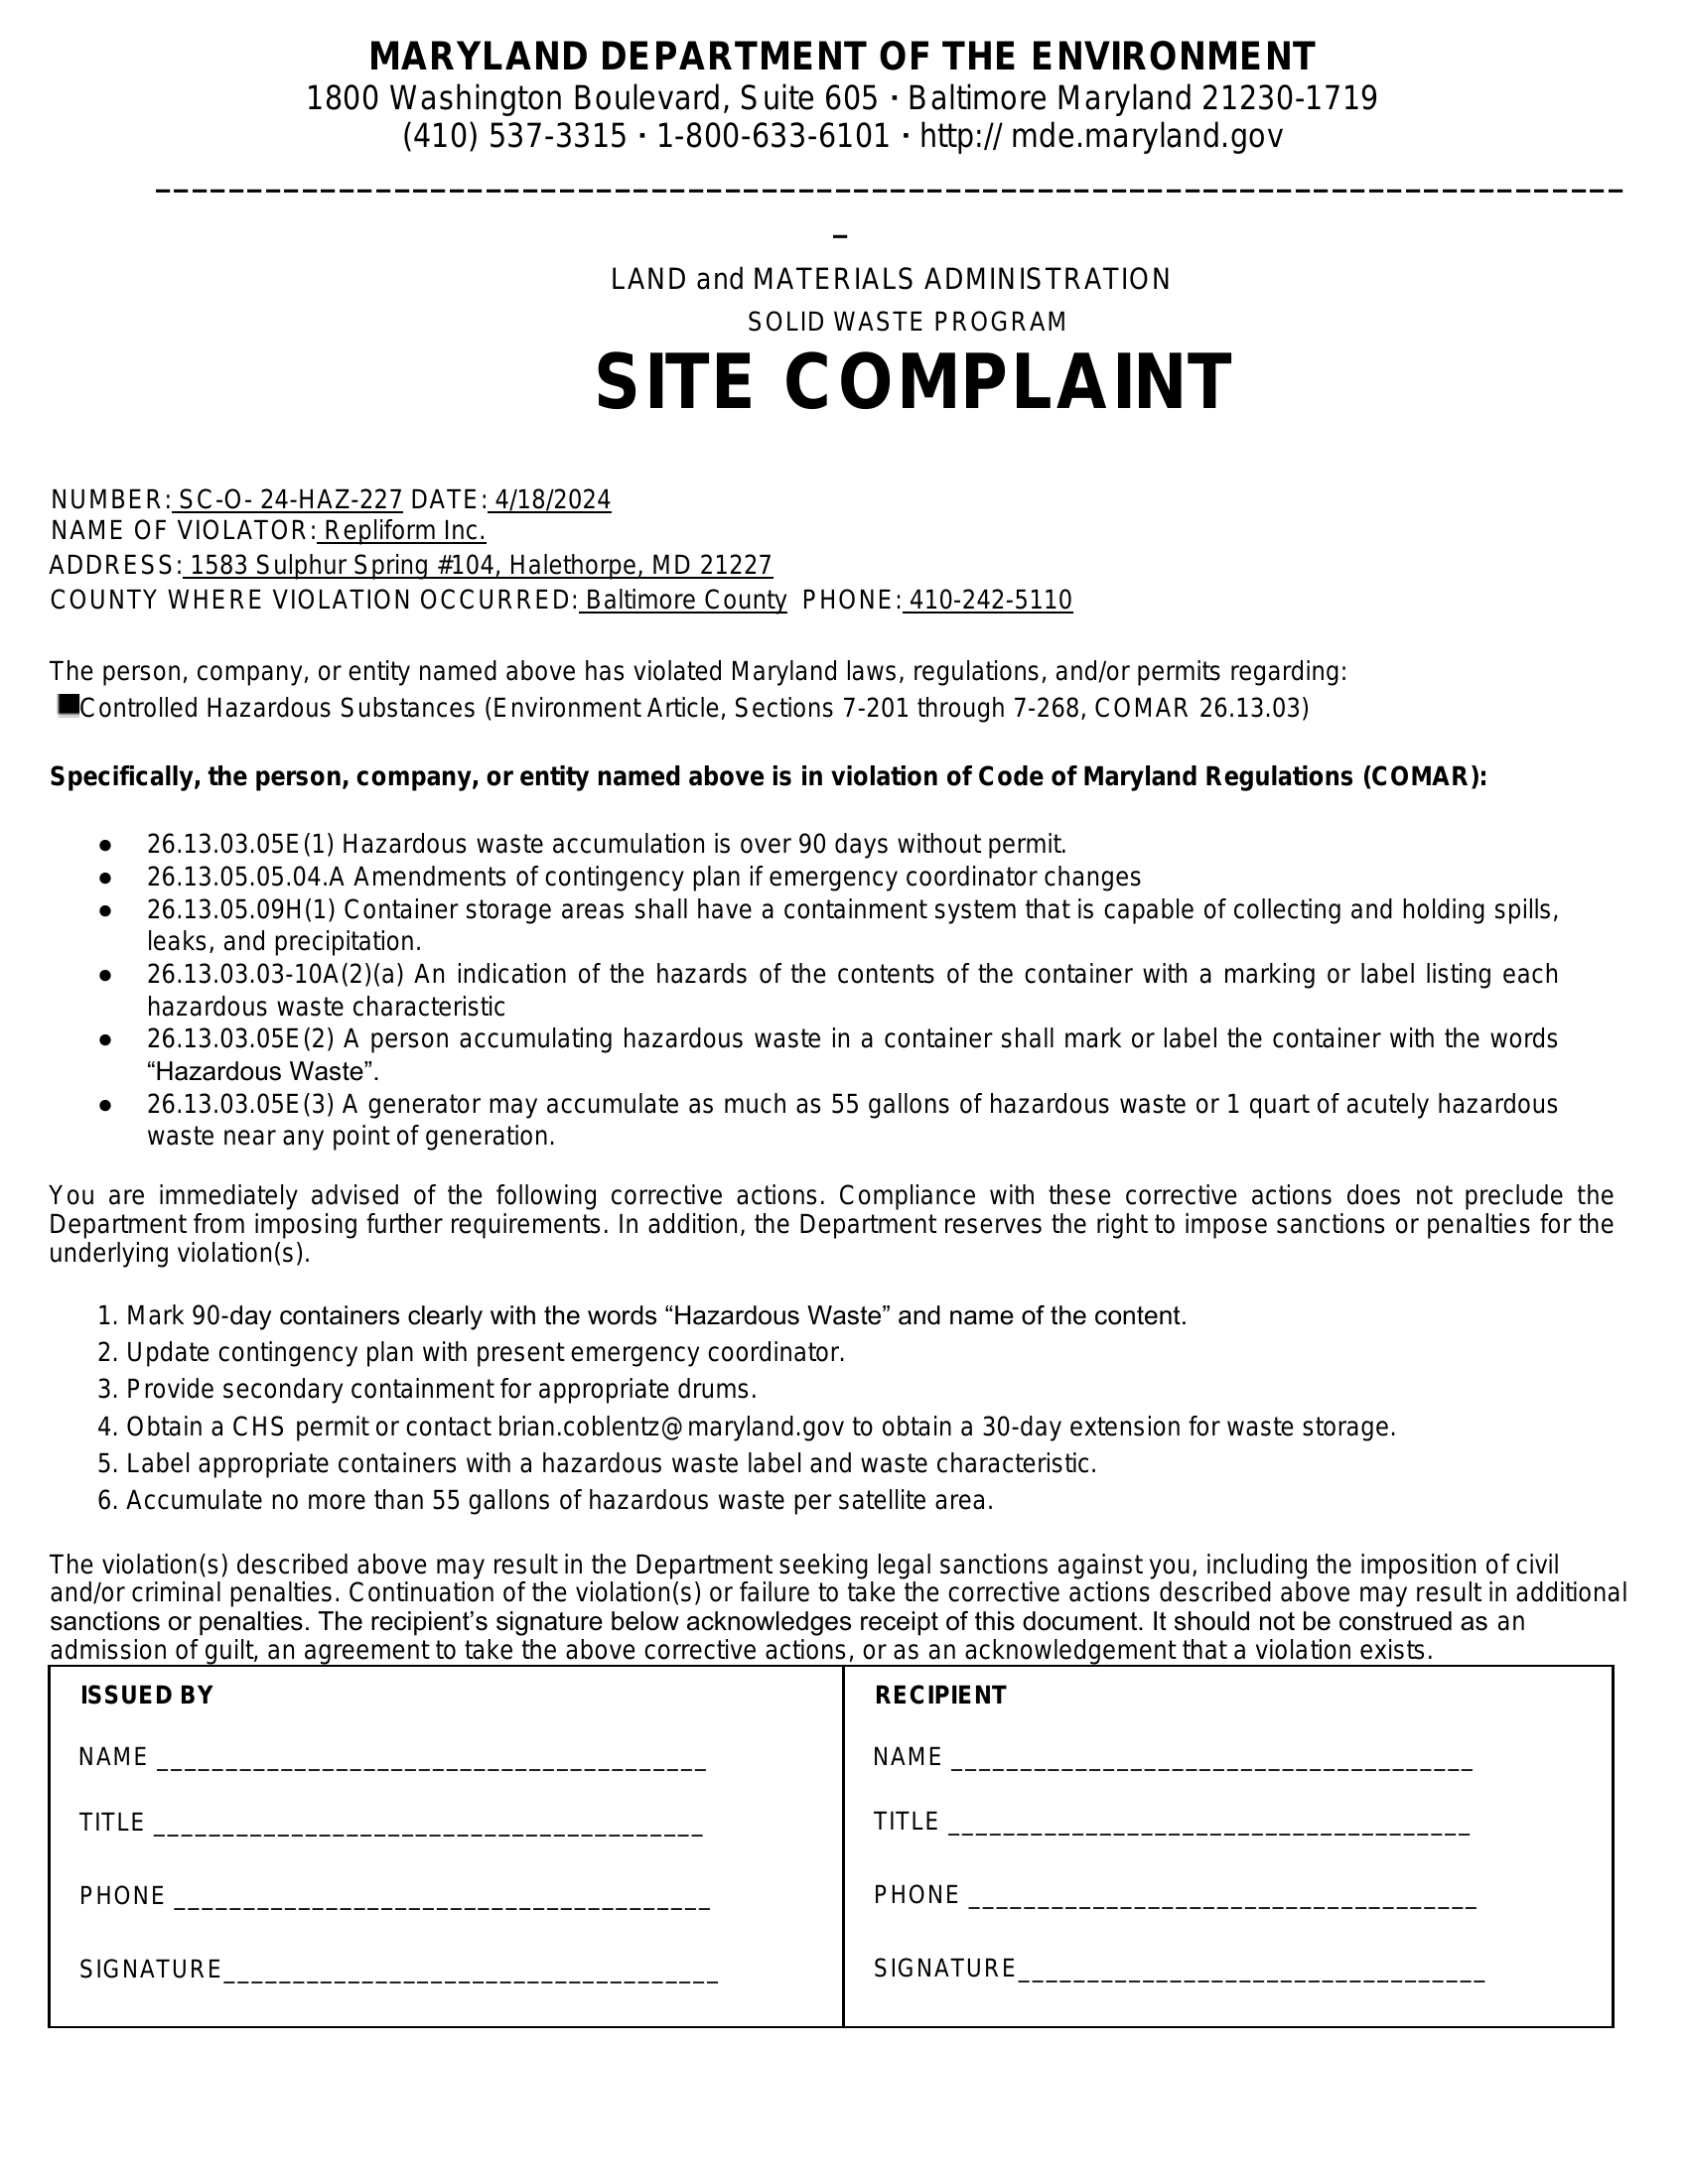 MARYLAND DEPARTMENT OF THE ENVIRONMENT
1800 Washington Boulevard, Suite 605 · Baltimore Maryland 21230-1719
(410) 537-3315 · 1-800-633-6101 · http:// mde.maryland.gov
LAND and MATERIALS ADMINISTRATION
SOLID WASTE PROGRAM
SITE COMPLAINT
NUMBER: SC-O- 24-HAZ-227 DATE: 4/18/2024
NAME OF VIOLATOR: Repliform Inc.
ADDRESS: 1583 Sulphur Spring #104, Halethorpe, MD 21227
COUNTY WHERE VIOLATION OCCURRED: Baltimore County PHONE: 410-242-5110
The person, company, or entity named above has violated Maryland laws, regulations, and/or permits regarding:
■Controlled Hazardous Substances (Environment Article, Sections 7-201 through 7-268, COMAR 26.13.03)
Specifically, the person, company, or entity named above is in violation of Code of Maryland Regulations (COMAR):
● 26.13.03.05E(1) Hazardous waste accumulation is over 90 days without permit.
● 26.13.05.05.04.A Amendments of contingency plan if emergency coordinator changes
● 26.13.05.09H(1) Container storage areas shall have a containment system that is capable of collecting and holding spills,
leaks, and precipitation.
● 26.13.03.03-10A(2)(a) An indication of the hazards of the contents of the container with a marking or label listing each
hazardous waste characteristic
● 26.13.03.05E(2) A person accumulating hazardous waste in a container shall mark or label the container with the words
“Hazardous Waste”.
● 26.13.03.05E(3) A generator may accumulate as much as 55 gallons of hazardous waste or 1 quart of acutely hazardous
waste near any point of generation.
You are immediately advised of the following corrective actions. Compliance with these corrective actions does not preclude the
Department from imposing further requirements. In addition, the Department reserves the right to impose sanctions or penalties for the
underlying violation(s).
1. Mark 90-day containers clearly with the words “Hazardous Waste” and name of the content.
2. Update contingency plan with present emergency coordinator.
3. Provide secondary containment for appropriate drums.
4. Obtain a CHS permit or contact brian.coblentz@maryland.gov to obtain a 30-day extension for waste storage.
5. Label appropriate containers with a hazardous waste label and waste characteristic.
6. Accumulate no more than 55 gallons of hazardous waste per satellite area.
The violation(s) described above may result in the Department seeking legal sanctions against you, including the imposition of civil
and/or criminal penalties. Continuation of the violation(s) or failure to take the corrective actions described above may result in additional
sanctions or penalties. The recipient’s signature below acknowledges receipt of this document. It should not be construed as an
admission of guilt, an agreement to take the above corrective actions, or as an acknowledgement that a violation exists.
ISSUED BY
NAME ________________________________________
TITLE ________________________________________
PHONE _______________________________________
SIGNATURE____________________________________
RECIPIENT
NAME ______________________________________
TITLE ______________________________________
PHONE _____________________________________
SIGNATURE__________________________________